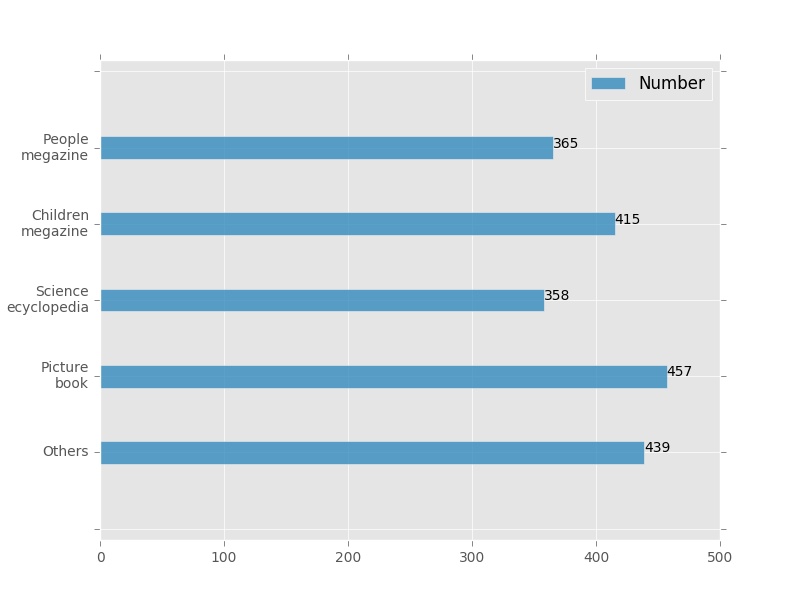 Number
People
megazine
365
Children
megazine
415
Science
ecyclopedia
358
Picture
book
457
Others
439
0 100 200 300 400 500